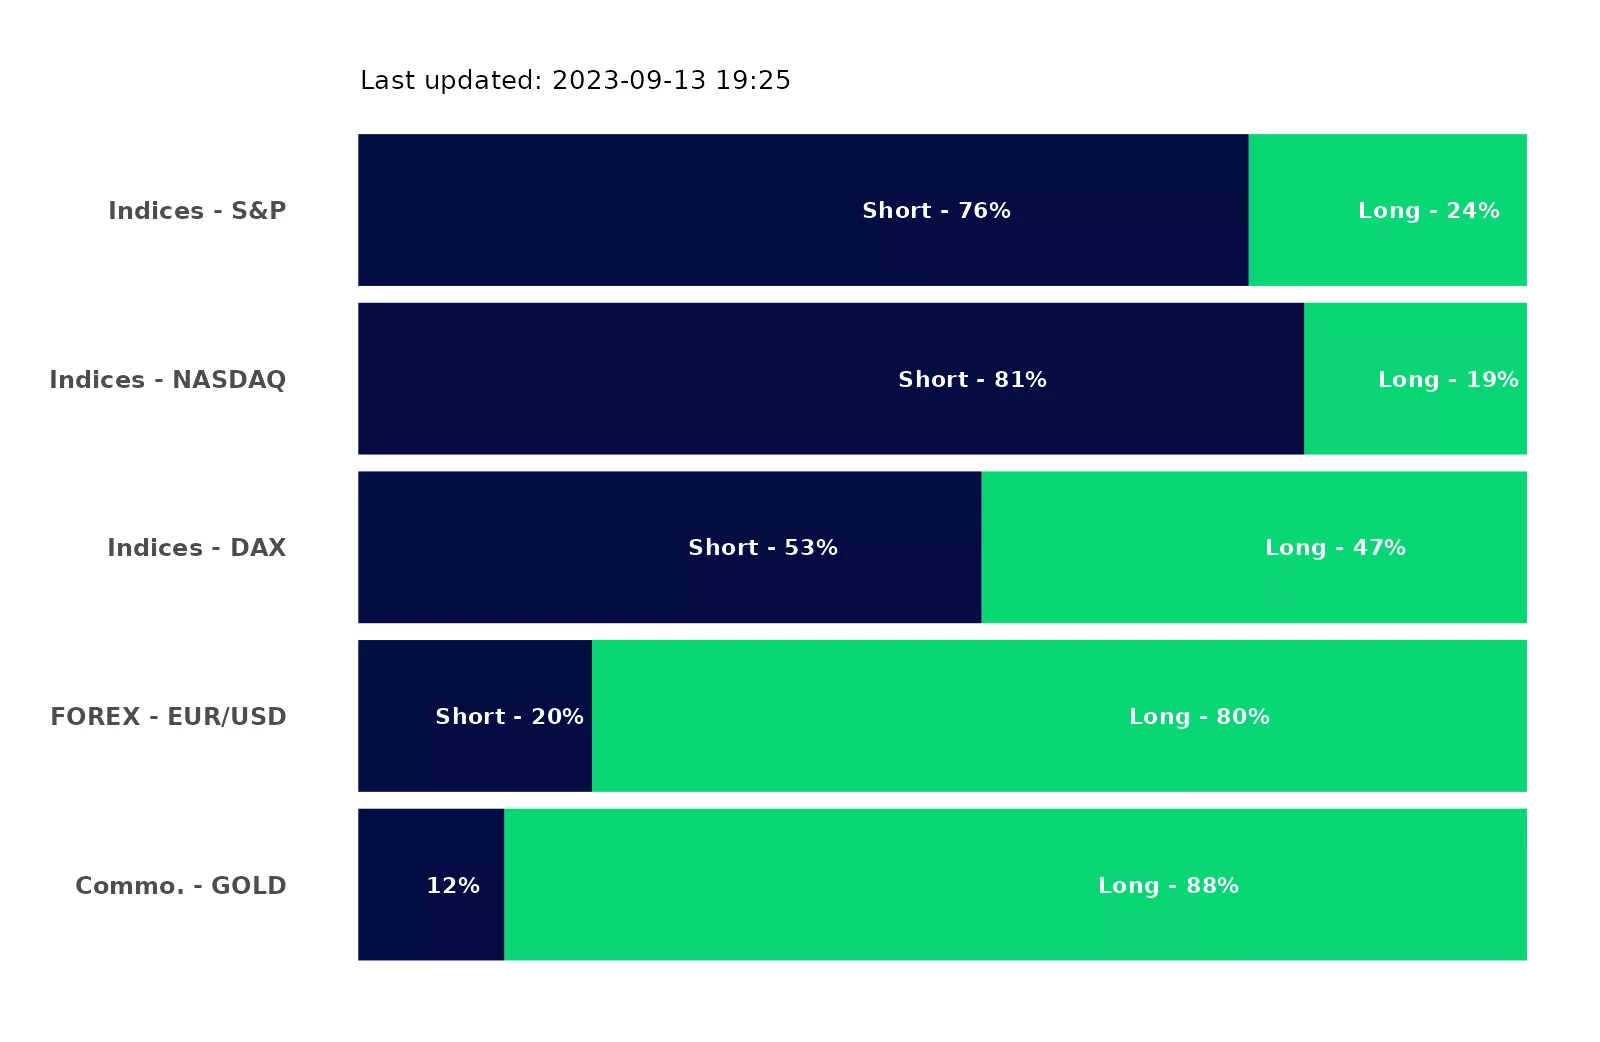 Last updated: 2023-09-13 19:25
Indices - S&P Short - 76% Long - 24%
Indices - NASDAQ Short - 81% Long - 19%
Indices - DAX Short - 53% Long - 47%
FOREX - EUR/USD Short - 20% Long - 80%
Commo. - GOLD 12% Long - 88%